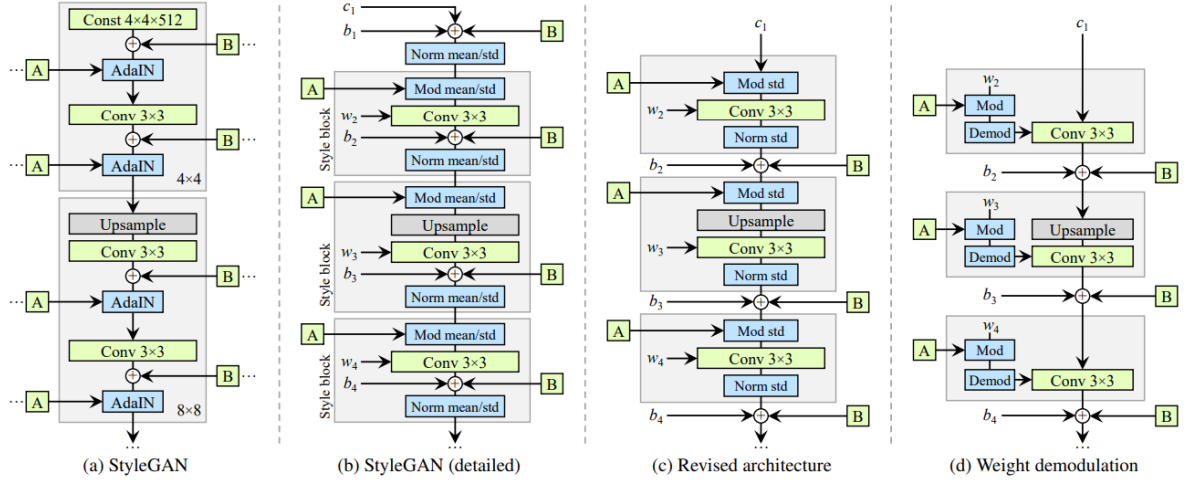 Const 4×4×512
B ...
... A
AdaIN
Conv 3×3
B ...
... A
AdaIN
4×4
Upsample
Conv 3×3
B ...
... A
AdaIN
Conv 3×3
B ...
... A
AdaIN
8×8
...
(a) StyleGAN
c1
b1
B
Norm mean/std
A
Mod mean/std
w2
Conv 3×3
b2
B
Norm mean/std
Style block
A
Mod mean/std
Upsample
w3
Conv 3×3
b3
B
Norm mean/std
Style block
A
Mod mean/std
w4
Conv 3×3
b4
B
Norm mean/std
Style block
...
(b) StyleGAN (detailed)
c1
A
Mod std
w2
Conv 3×3
Norm std
b2
B
A
Mod std
Upsample
w3
Conv 3×3
Norm std
b3
B
A
Mod std
w4
Conv 3×3
Norm std
b4
B
...
(c) Revised architecture
c1
w2
A
Mod
Demod
Conv 3×3
b2
B
w3
A
Mod
Upsample
Demod
Conv 3×3
b3
B
w4
A
Mod
Demod
Conv 3×3
b4
B
...
(d) Weight demodulation